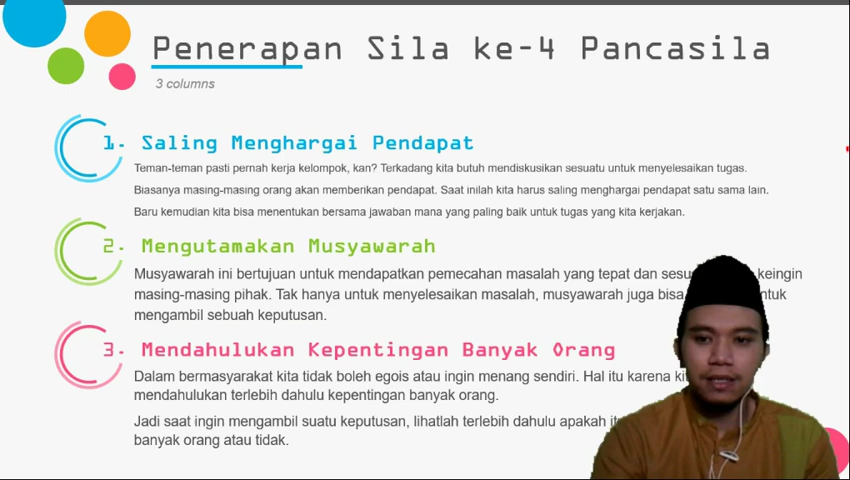 Penerapan Sila ke-4 Pancasila
3 columns
1. Saling Menghargai Pendapat
Teman-teman pasti pernah kerja kelompok, kan? Terkadang kita butuh mendiskusikan sesuatu untuk menyelesaikan tugas.
Biasanya masing-masing orang akan memberikan pendapat. Saat inilah kita harus saling menghargai pendapat satu sama lain.
Baru kemudian kita bisa menentukan bersama jawaban mana yang paling baik untuk tugas yang kita kerjakan.
2. Mengutamakan Musyawarah
Musyawarah ini bertujuan untuk mendapatkan pemecahan masalah yang tepat dan keingin
masing-masing pihak. Tak hanya untuk menyelesaikan masalah, musyawarah juga bisa
mengambil sebuah keputusan.
3. Mendahulukan Kepentingan Banyak Orang
Dalam bermasyarakat kita tidak boleh egois atau ingin menang sendiri. Hal itu karena
mendahulukan terlebih dahulu kepentingan banyak orang.
Jadi saat ingin mengambil suatu keputusan, lihatlah terlebih dahulu apakah
banyak orang atau tidak.